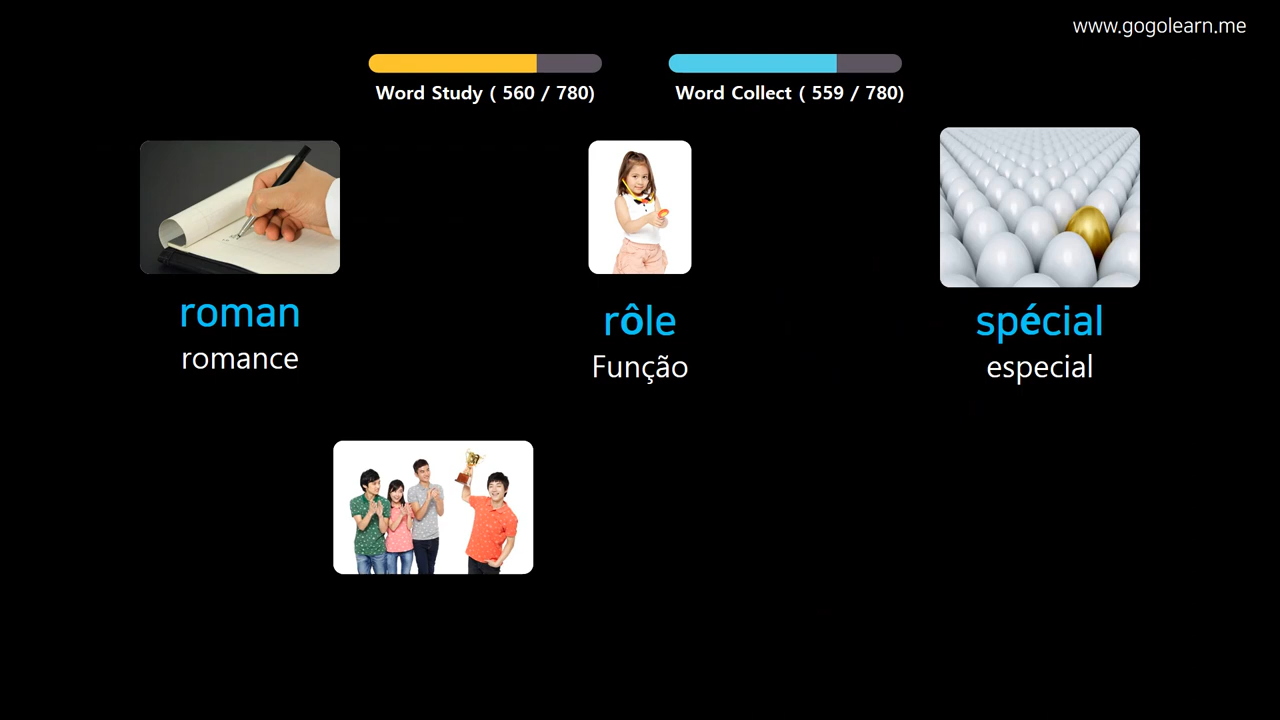 www.gogolearn.me
Word Study ( 560 / 780)
Word Collect ( 559 / 780)
roman
romance
rôle
Função
spécial
especial